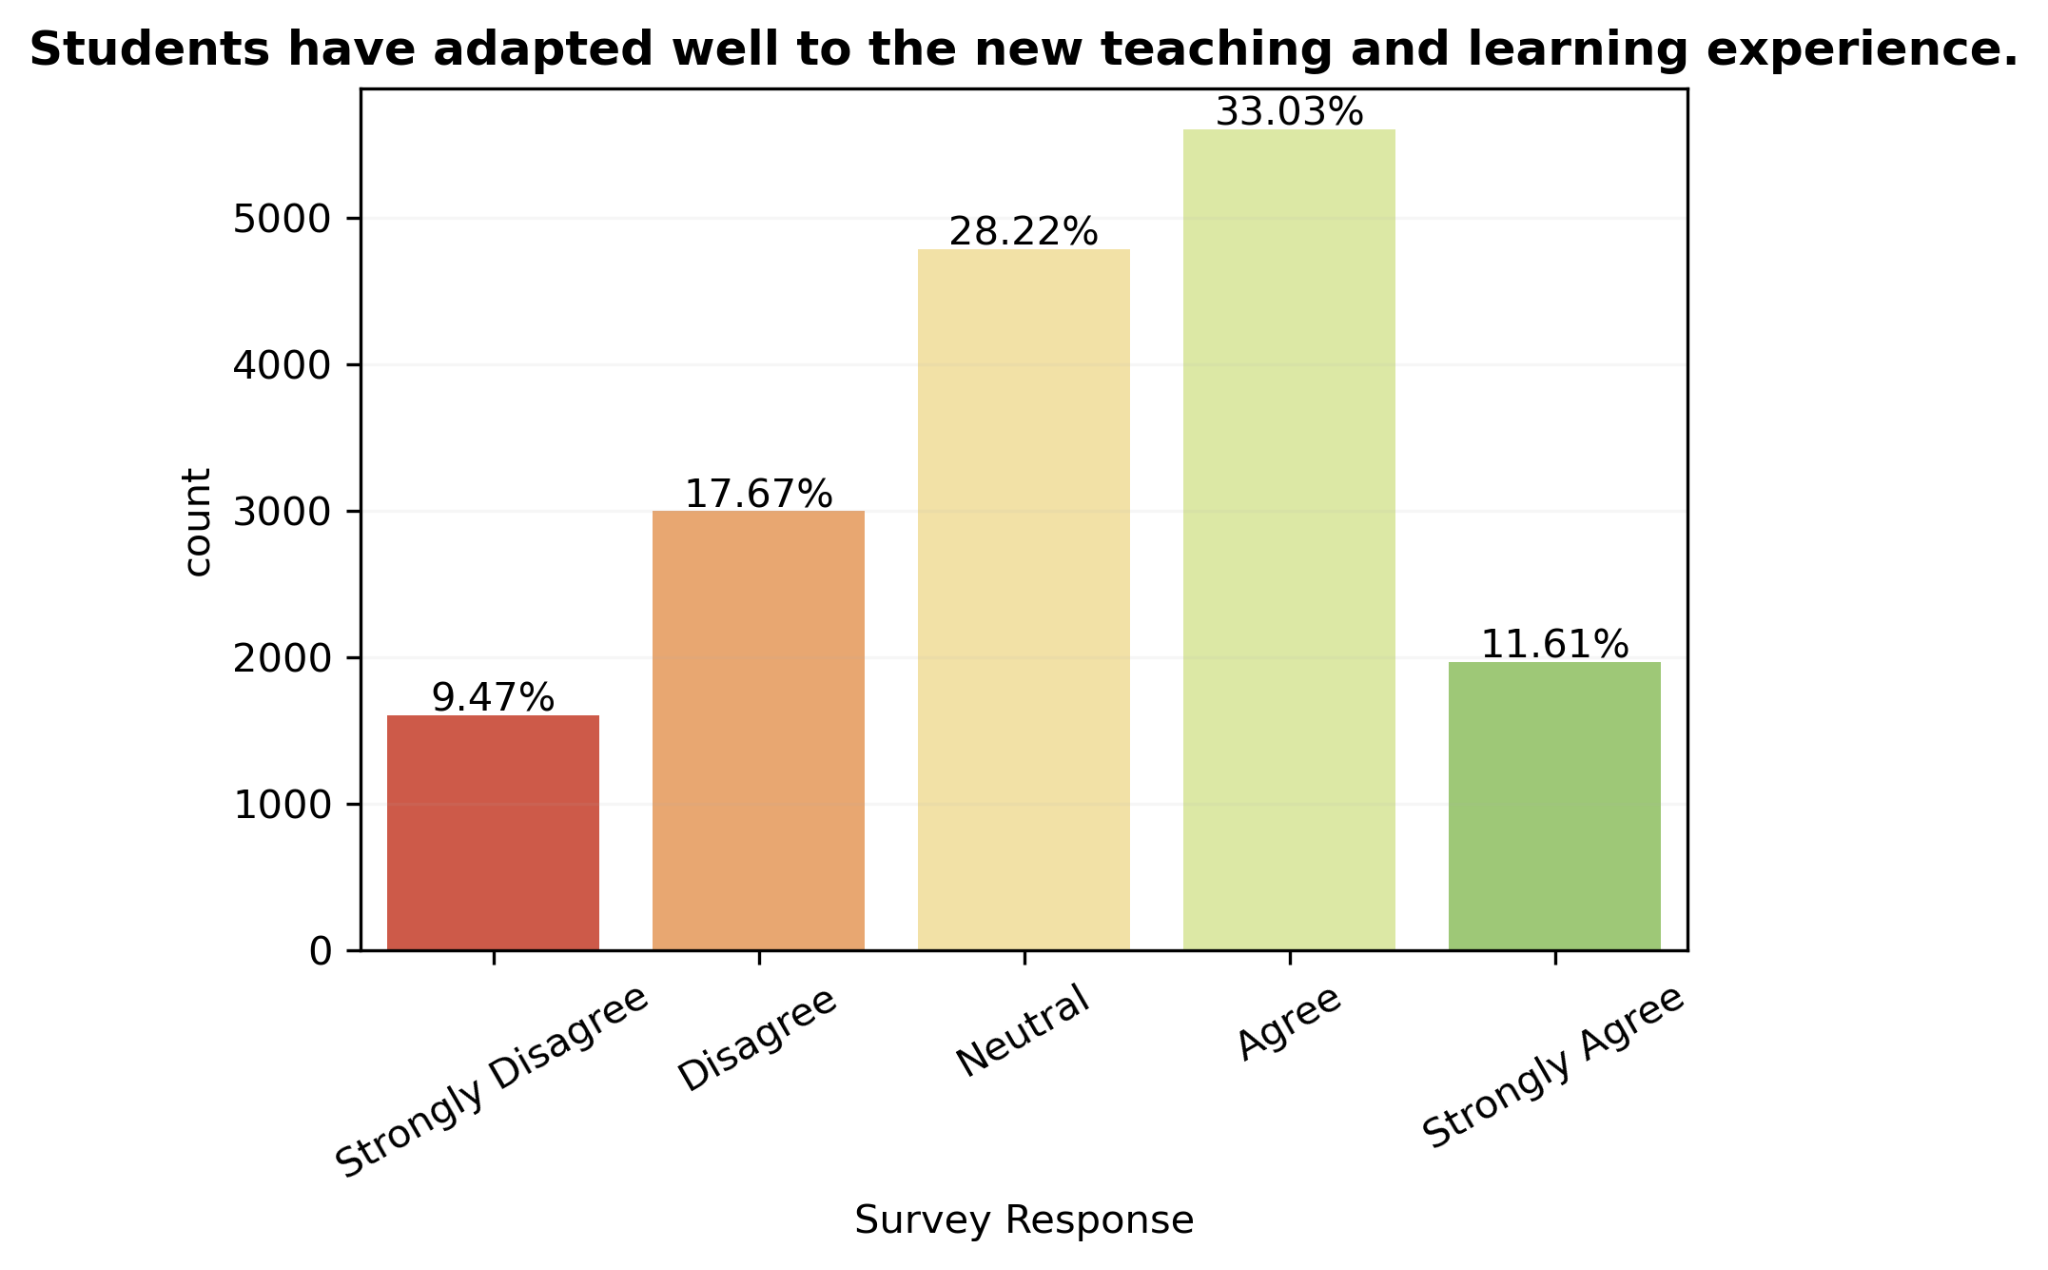 Students have adapted well to the new teaching and learning experience.
33.03%
5000
28.22%
4000
count
3000
17.67%
2000
11.61%
9.47%
1000
0
Strongly Disagree
Disagree
Neutral
Agree
Strongly Agree
Survey Response